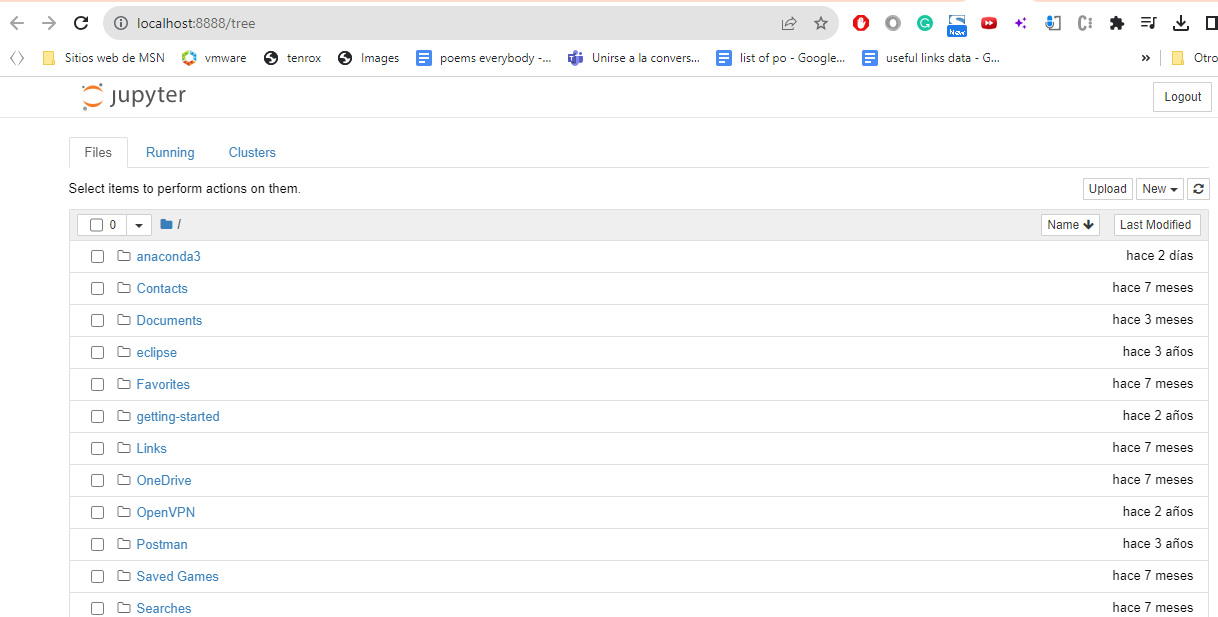 localhost:8888/tree
New
Sitios web de MSN vmware tenrox Images poems everybody -... Unirse a la convers... list of po - Google... useful links data - G... » Otro
jupyter Logout
Files Running Clusters
Select items to perform actions on them. Upload New
0 / Name Last Modified
anaconda3 hace 2 días
Contacts hace 7 meses
Documents hace 3 meses
eclipse hace 3 años
Favorites hace 7 meses
getting-started hace 2 años
Links hace 7 meses
OneDrive hace 7 meses
OpenVPN hace 2 años
Postman hace 3 años
Saved Games hace 7 meses
Searches hace 7 meses